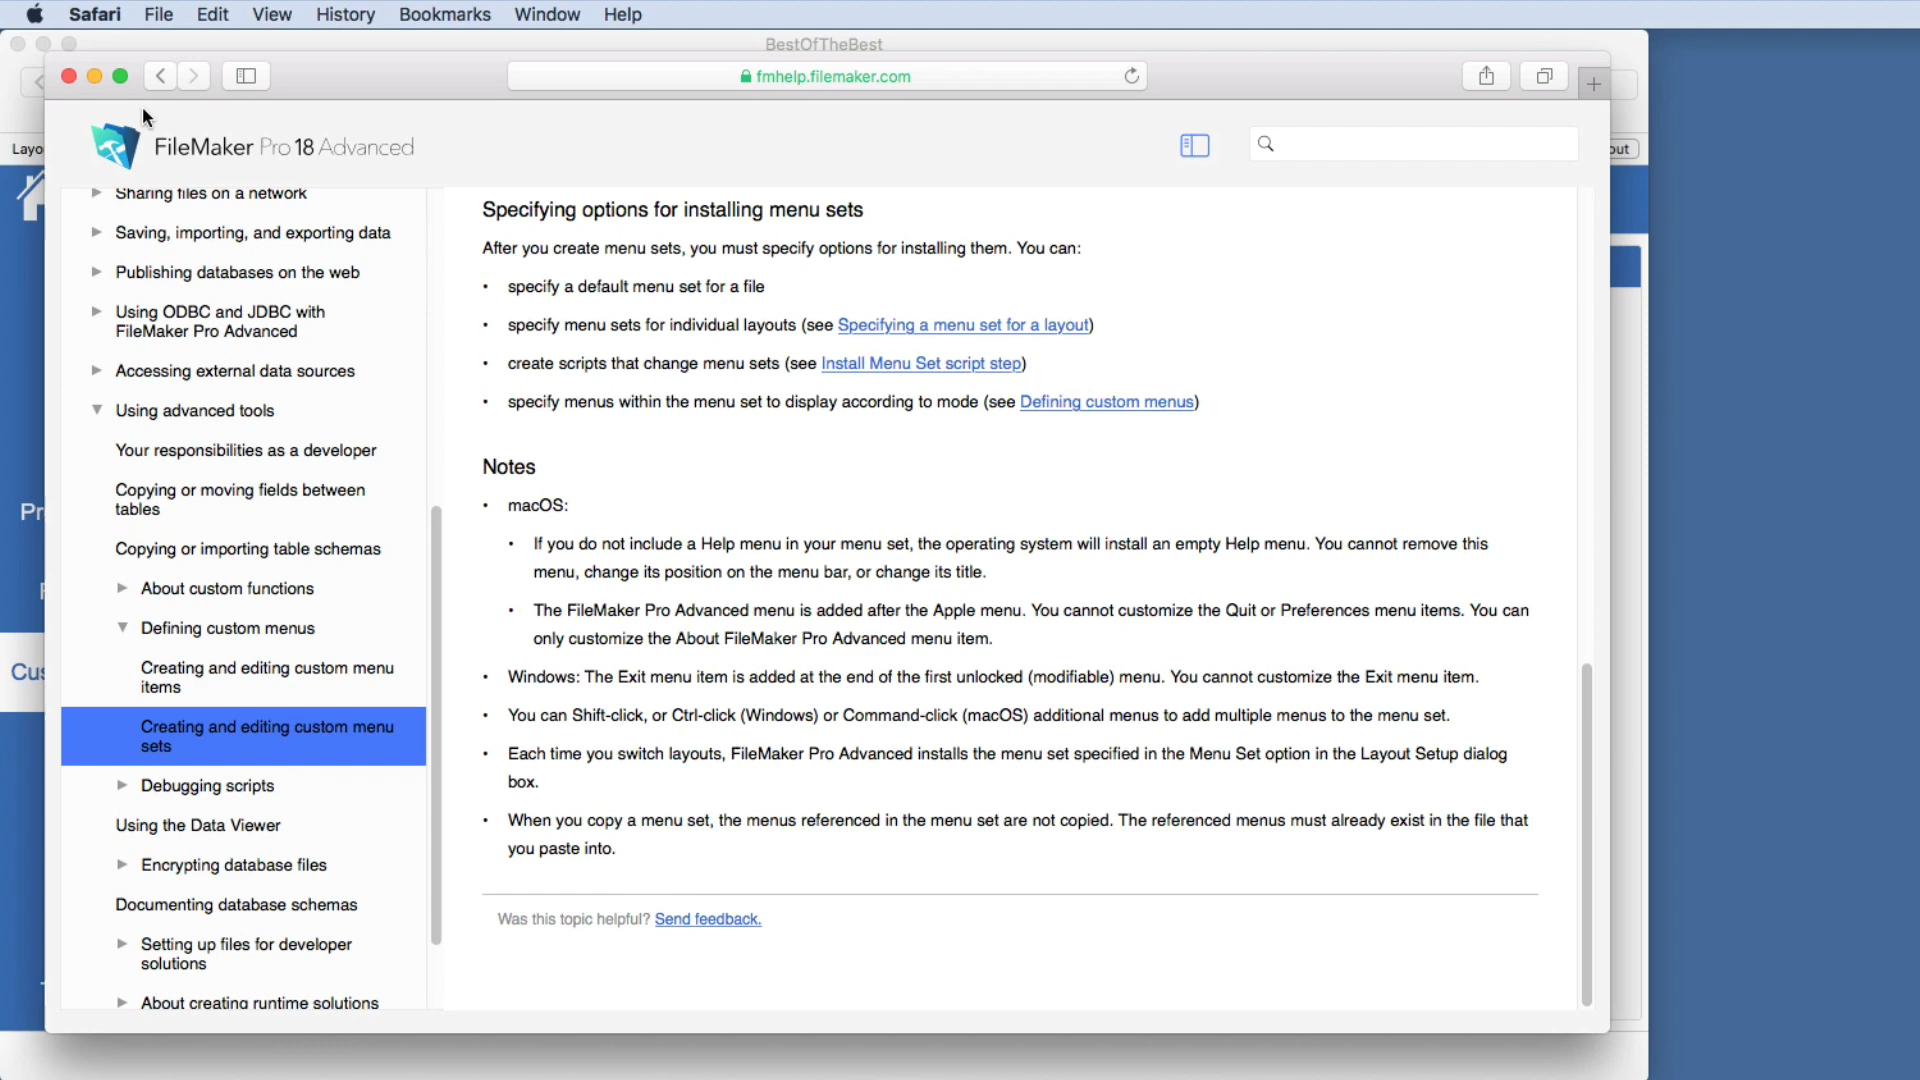 Safari File Edit View History Bookmarks Window Help
BestOfTheBest
fmhelp.filemaker.com
FileMaker Pro 18 Advanced
Layo
out
Sharing files on a network
Saving, importing, and exporting data
Publishing databases on the web
Using ODBC and JDBC with
FileMaker Pro Advanced
Accessing external data sources
Using advanced tools
Your responsibilities as a developer
Copying or moving fields between
tables
Copying or importing table schemas
About custom functions
Defining custom menus
Creating and editing custom menu
items
Creating and editing custom menu
sets
Debugging scripts
Using the Data Viewer
Encrypting database files
Documenting database schemas
Setting up files for developer
solutions
About creating runtime solutions
Pr
Cus
Specifying options for installing menu sets
After you create menu sets, you must specify options for installing them. You can:
• specify a default menu set for a file
• specify menu sets for individual layouts (see Specifying a menu set for a layout)
• create scripts that change menu sets (see Install Menu Set script step)
• specify menus within the menu set to display according to mode (see Defining custom menus)
Notes
• macOS:
• If you do not include a Help menu in your menu set, the operating system will install an empty Help menu. You cannot remove this
menu, change its position on the menu bar, or change its title.
• The FileMaker Pro Advanced menu is added after the Apple menu. You cannot customize the Quit or Preferences menu items. You can
only customize the About FileMaker Pro Advanced menu item.
• Windows: The Exit menu item is added at the end of the first unlocked (modifiable) menu. You cannot customize the Exit menu item.
• You can Shift-click, or Ctrl-click (Windows) or Command-click (macOS) additional menus to add multiple menus to the menu set.
• Each time you switch layouts, FileMaker Pro Advanced installs the menu set specified in the Menu Set option in the Layout Setup dialog
box.
• When you copy a menu set, the menus referenced in the menu set are not copied. The referenced menus must already exist in the file that
you paste into.
Was this topic helpful? Send feedback.